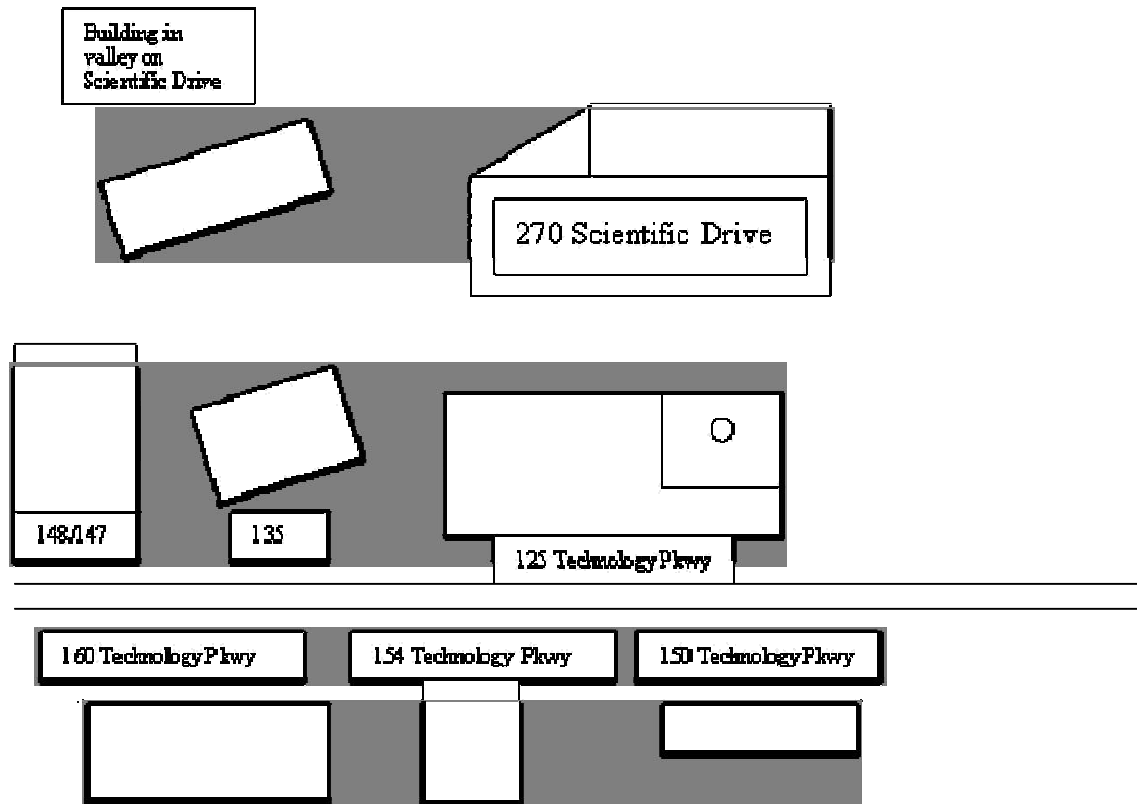 Building in
valley on
Scientific Drive
270 Scientific Drive
148/147
135
125 Technology Pkwy
160 Technology Pkwy
154 Technology Pkwy
150 Technology Pkwy